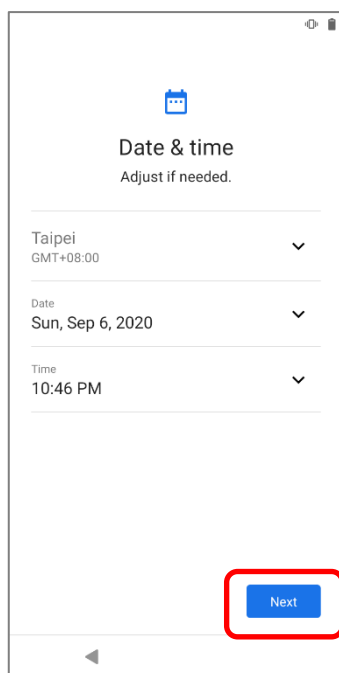 Date & time
Adjust if needed.
Taipei
GMT+08:00
Date
Sun, Sep 6, 2020
Time
10:46 PM
Next